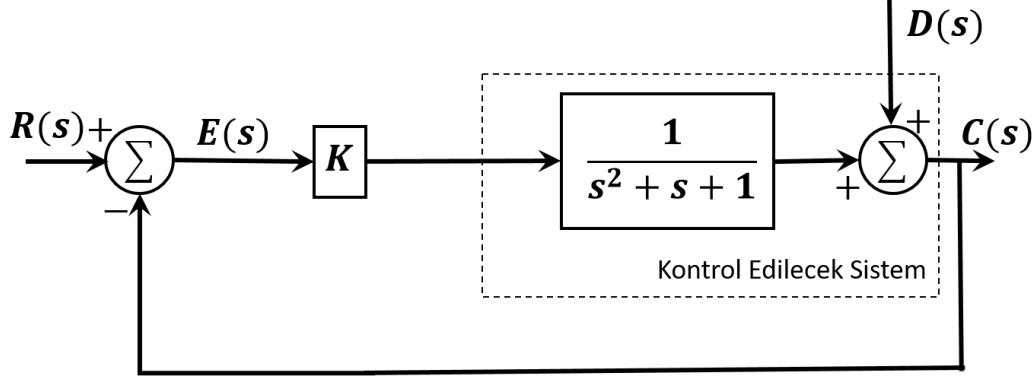 D(s)
R(s) + E(s) K 1 + C(s)
∑ s² + s + 1 ∑
− +
Kontrol Edilecek Sistem